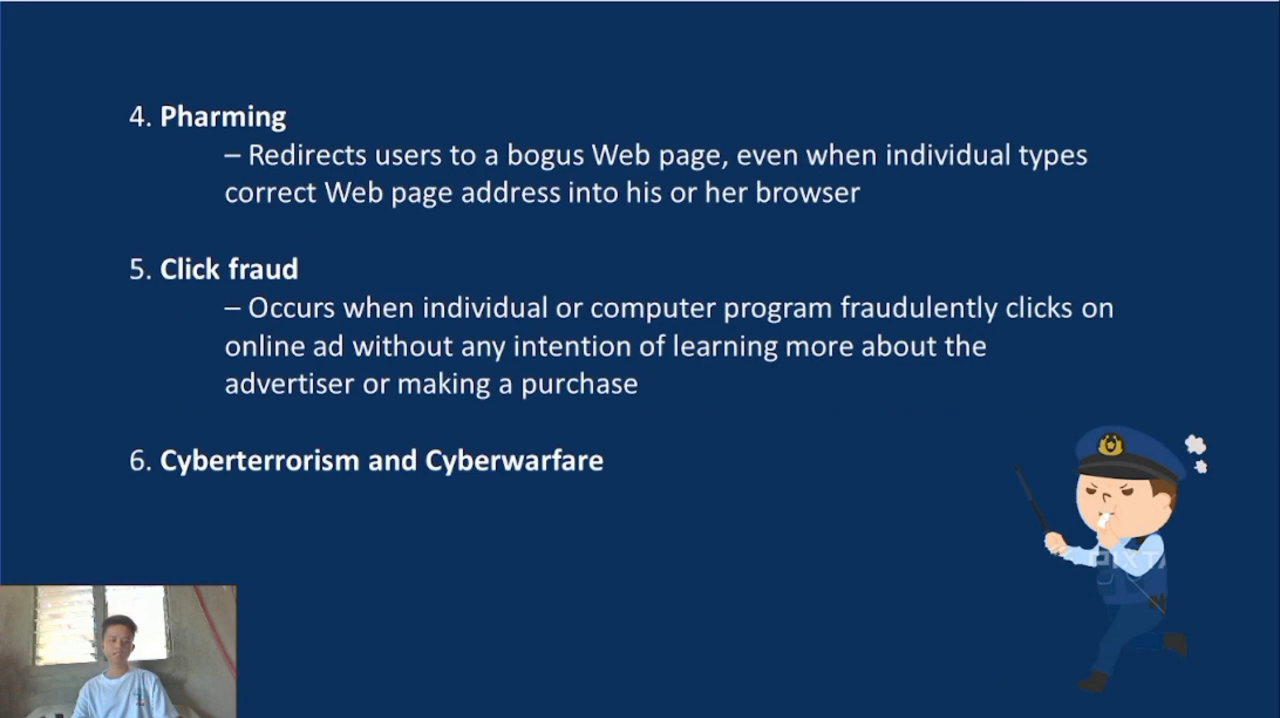 4. Pharming
– Redirects users to a bogus Web page, even when individual types
correct Web page address into his or her browser
5. Click fraud
– Occurs when individual or computer program fraudulently clicks on
online ad without any intention of learning more about the
advertiser or making a purchase
6. Cyberterrorism and Cyberwarfare